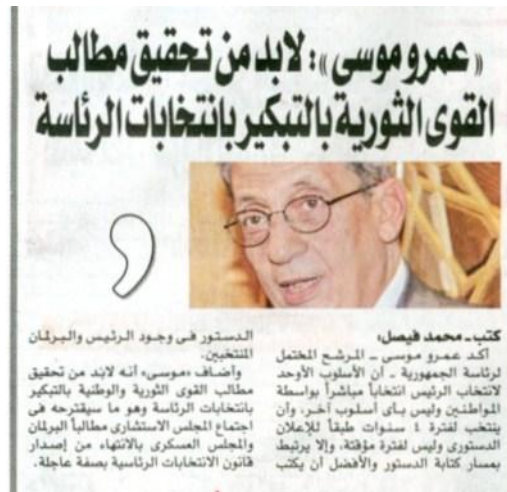 « عمرو موسى »: لابد من تحقيق مطالب
القوى الثورية بالتبكير بانتخابات الرئاسة
كتب ـ محمد فيصل:
أكد عمرو موسى ـ المرشح المحتمل
لرئاسة الجمهورية ـ أن الأسلوب الأوحد
لانتخاب الرئيس انتخاباً مباشراً بواسطة
المواطنين وليس بأى أسلوب آخر، وأن
ينتخب لفترة ٤ سنوات طبقاً للإعلان
الدستورى وليس لفترة مؤقتة، وإلا يرتبط
بمسار كتابة الدستور والأفضل أن يكتب
الدستور فى وجود الرئيس والبرلمان
المنتخبين.
وأضاف «موسى» أنه لابد من تحقيق
مطالب القوى الثورية والوطنية بالتبكير
بانتخابات الرئاسة وهو ما سيقترحه فى
اجتماع المجلس الاستشارى مطالباً البرلمان
والمجلس العسكرى بالانتهاء من إصدار
قانون الانتخابات الرئاسية بصفة عاجلة.